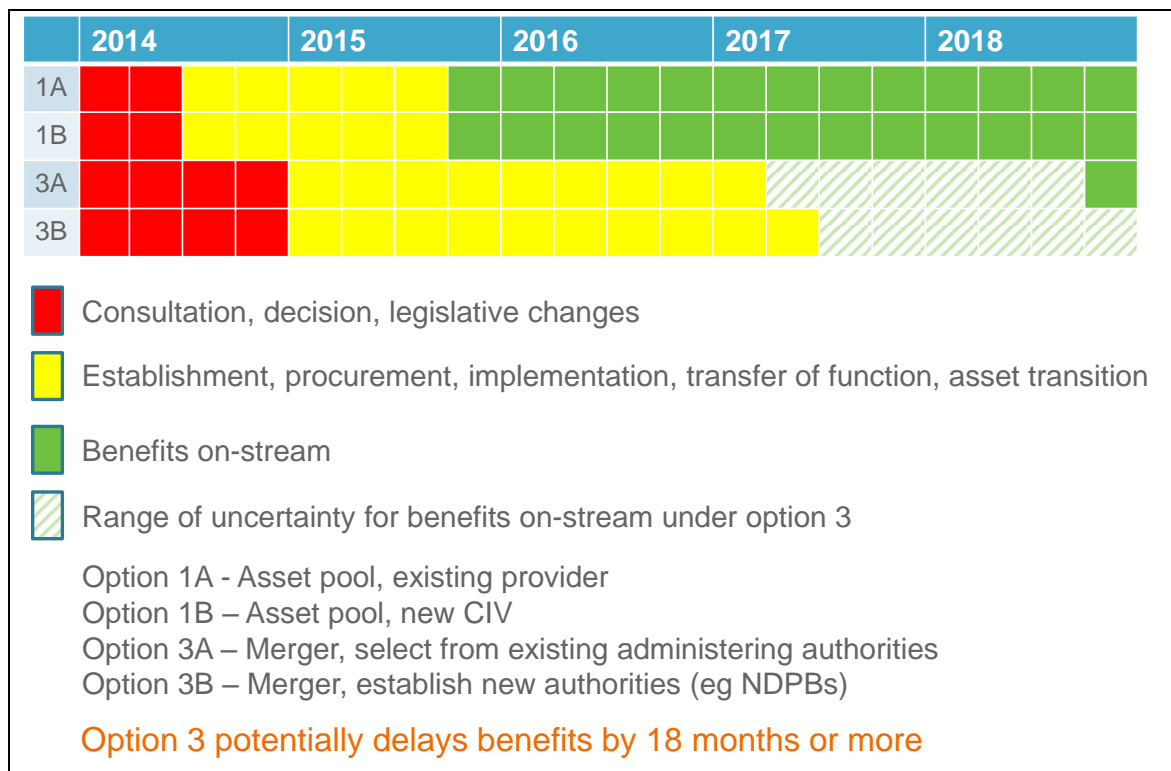 2014 2015 2016 2017 2018
1A
1B
3A
3B
Consultation, decision, legislative changes
Establishment, procurement, implementation, transfer of function, asset transition
Benefits on-stream
Range of uncertainty for benefits on-stream under option 3
Option 1A - Asset pool, existing provider
Option 1B – Asset pool, new CIV
Option 3A – Merger, select from existing administering authorities
Option 3B – Merger, establish new authorities (eg NDPBs)
Option 3 potentially delays benefits by 18 months or more